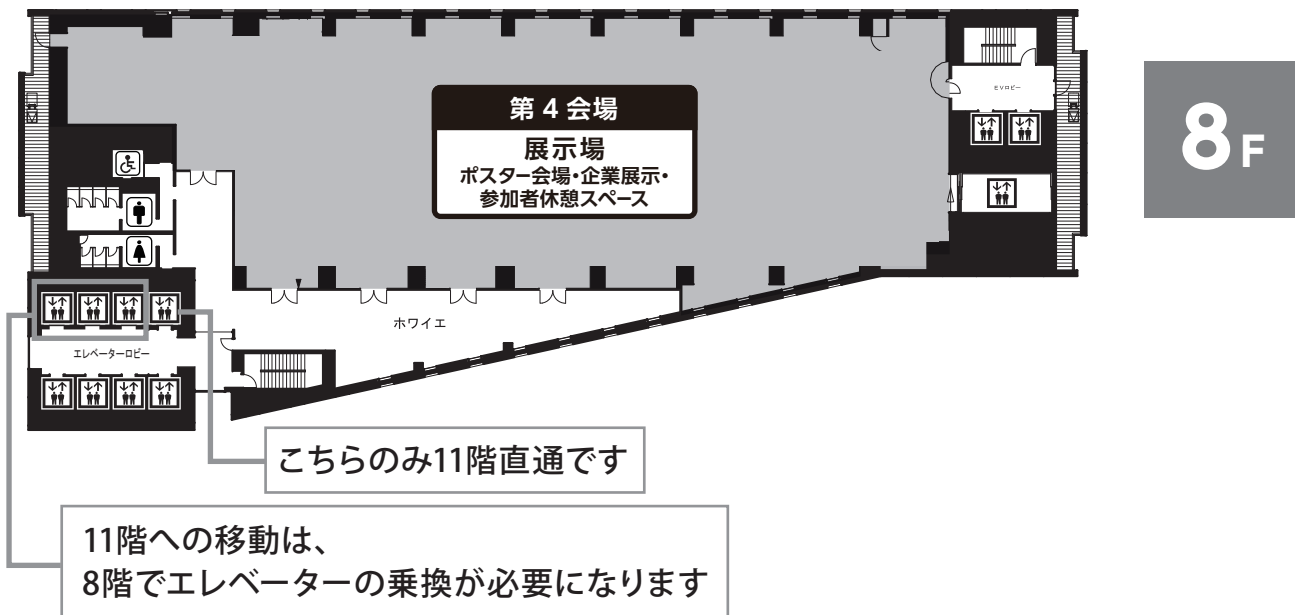 第4会場
展示場
ポスター会場・企業展示・
参加者休憩スペース
EVロビー
8F
ホワイエ
エレベーターロビー
こちらのみ11階直通です
11階への移動は、
8階でエレベーターの乗換が必要になります